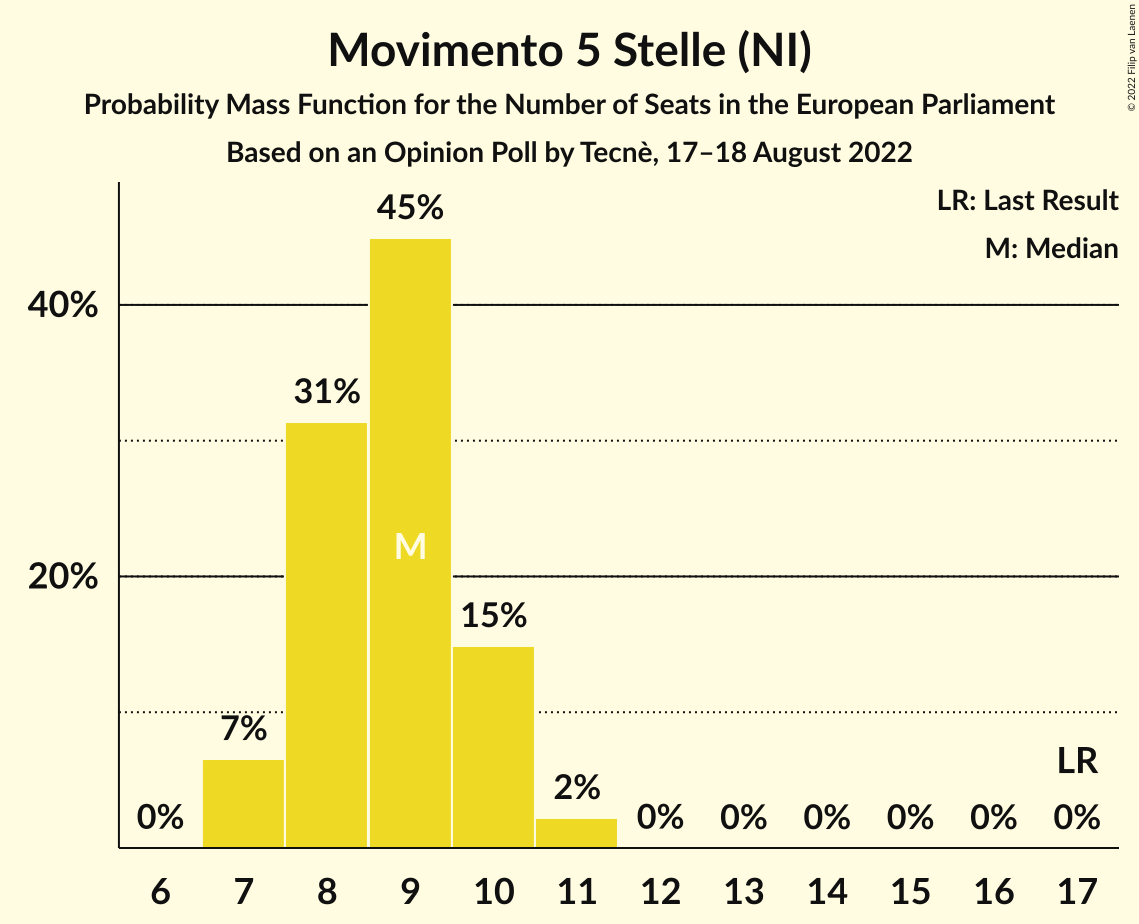 Movimento 5 Stelle (NI)
Probability Mass Function for the Number of Seats in the European Parliament
Based on an Opinion Poll by Tecnè, 17–18 August 2022
© 2022 Filip van Laenen
LR: Last Result
M: Median
40%
20%
0%
7%
31%
45%
M
15%
2%
0%
0%
0%
0%
0%
LR
0%
6 7 8 9 10 11 12 13 14 15 16 17